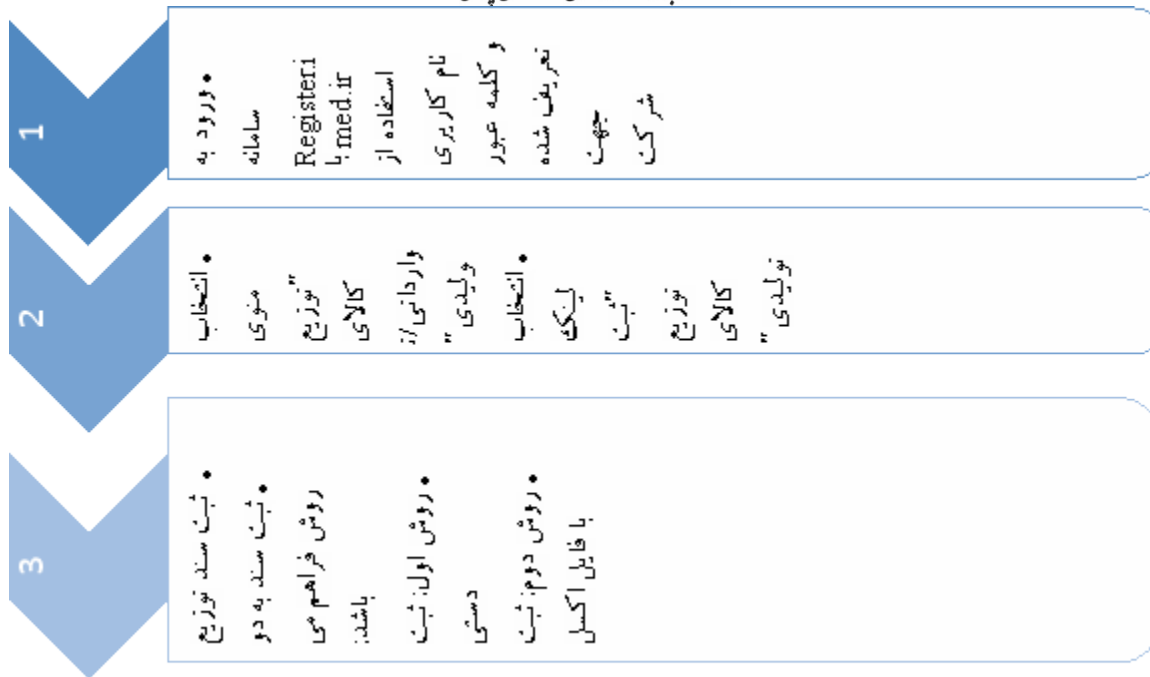 1
• ورود به
سامانه
Registeri
med.ir با
استفاده از
نام کاربری
و کلمه عبور
تعریف شده
جهت
شرکت
2
• انتخاب
منوی
"توزیع
کالای
وارداتی/ت
ولیدی"
• انتخاب
لینک
"ثبت
توزیع
کالای
تولیدی"
3
• ثبت سند توزیع
• ثبت سند به دو
روش فراهم می
باشد:
• روش اول: ثبت
دستی
• روش دوم: ثبت
با فایل اکسل